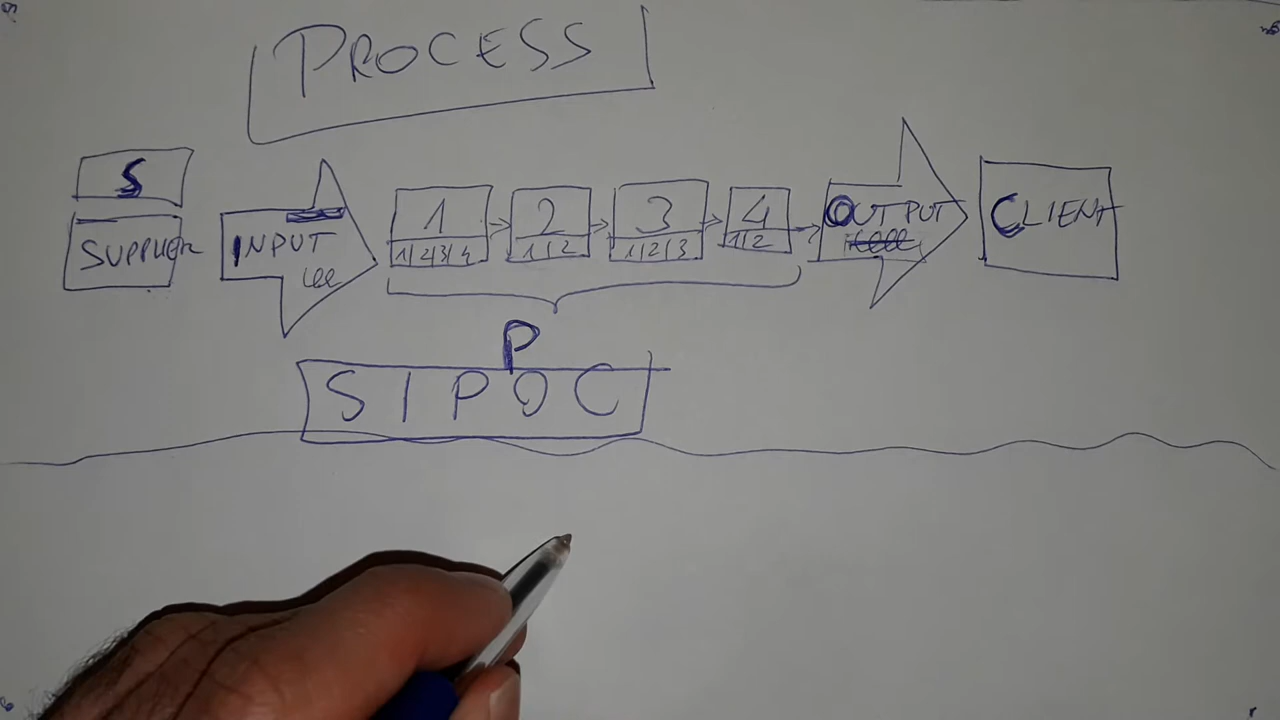 PROCESS
S
SUPPLIER
INPUT
1 2 3 4
1|2|3|4 1|2 1|2|3 1|2
OUTPUT
CLIENT
P
S I P O C